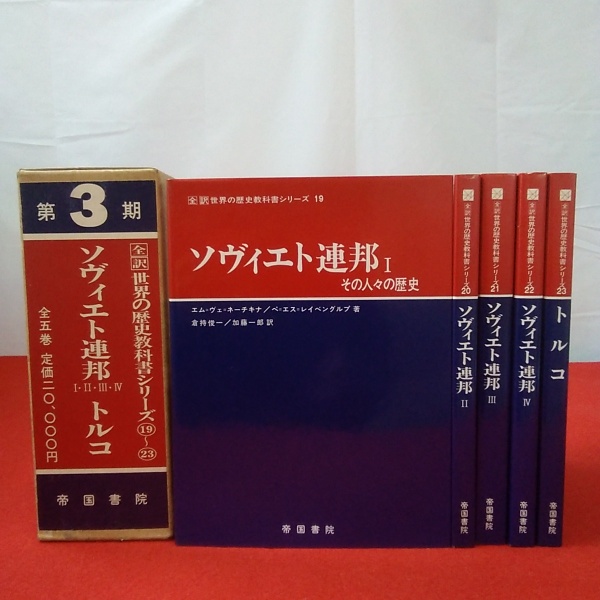 第3期
全訳 世界の歴史教科書シリーズ ⑲〜㉓
ソヴィエト連邦 I・II・III・IV トルコ
全五巻 定価二〇、〇〇〇円
帝国書院
全訳 世界の歴史教科書シリーズ 19
ソヴィエト連邦 I
その人々の歴史
エム=ヴェ=ネーチキナ/ペ=エス=レイベングルブ 著
倉持俊一/加藤一郎 訳
帝国書院
全訳 世界の歴史教科書シリーズ 20
ソヴィエト連邦 II
帝国書院
全訳 世界の歴史教科書シリーズ 21
ソヴィエト連邦 III
帝国書院
全訳 世界の歴史教科書シリーズ 22
ソヴィエト連邦 IV
帝国書院
全訳 世界の歴史教科書シリーズ 23
トルコ
帝国書院